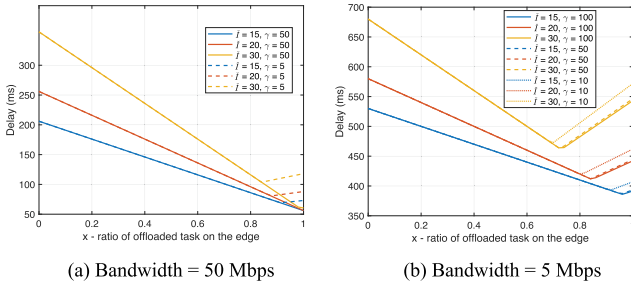 300
250
200
150
100
50
Delay (ms)
0
0.2
0.4
0.6
0.8
1
x - ratio of offloaded task on the edge
l = 15, γ = 50
l = 20, γ = 50
l = 30, γ = 50
l = 15, γ = 5
l = 20, γ = 5
l = 30, γ = 5
(a) Bandwidth = 50 Mbps
700
650
600
550
500
450
400
350
Delay (ms)
0
0.2
0.4
0.6
0.8
1
x - ratio of offloaded task on the edge
l = 15, γ = 100
l = 20, γ = 100
l = 30, γ = 100
l = 15, γ = 50
l = 20, γ = 50
l = 30, γ = 50
l = 15, γ = 10
l = 20, γ = 10
l = 30, γ = 10
(b) Bandwidth = 5 Mbps